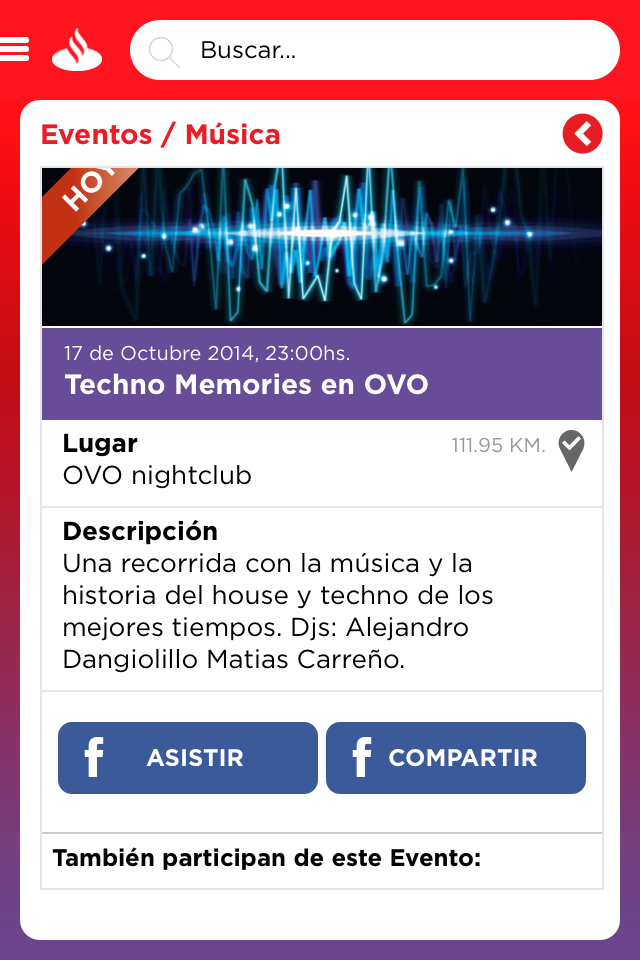 Buscar...
Eventos / Música
HOY
17 de Octubre 2014, 23:00hs.
Techno Memories en OVO
Lugar
111.95 KM.
OVO nightclub
Descripción
Una recorrida con la música y la
historia del house y techno de los
mejores tiempos. Djs: Alejandro
Dangiolillo Matias Carreño.
f ASISTIR
f COMPARTIR
También participan de este Evento: